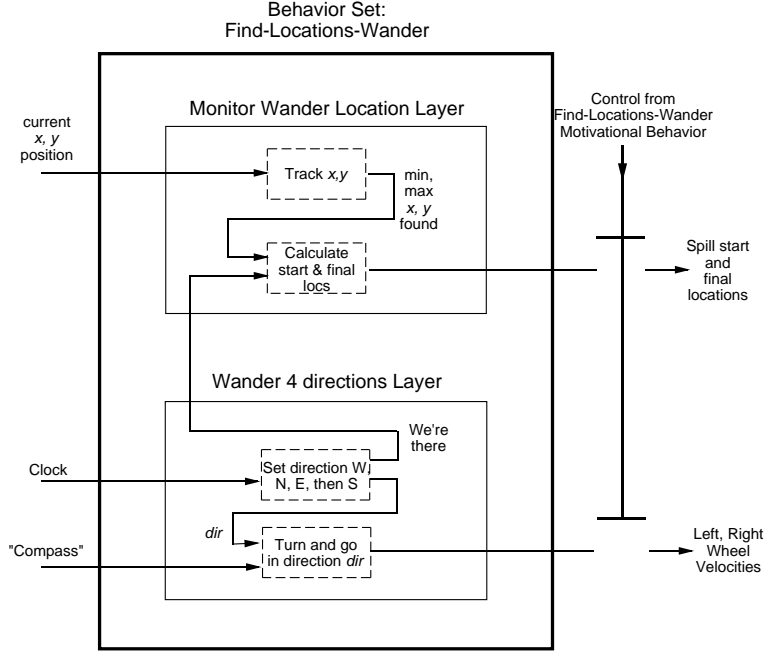 Behavior Set:
Find-Locations-Wander
Monitor Wander Location Layer
current
x, y
position
Track x,y
min,
max
x, y
found
Calculate
start & final
locs
Control from
Find-Locations-Wander
Motivational Behavior
Spill start
and
final
locations
Wander 4 directions Layer
We're
there
Clock
Set direction W,
N, E, then S
dir
"Compass"
Turn and go
in direction dir
Left, Right
Wheel
Velocities